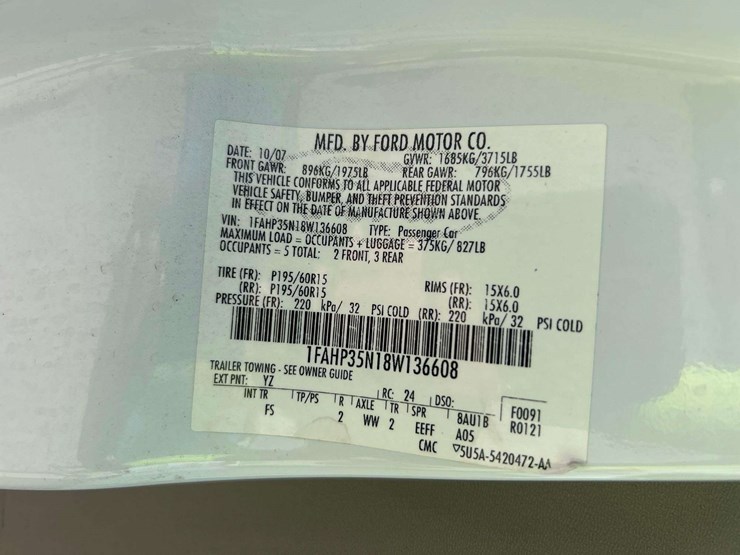 MFD. BY FORD MOTOR CO.
DATE: 10/07 GVWR: 1685KG/3715LB
FRONT GAWR: 896KG/1975LB REAR GAWR: 796KG/1755LB
THIS VEHICLE CONFORMS TO ALL APPLICABLE FEDERAL MOTOR
VEHICLE SAFETY, BUMPER, AND THEFT PREVENTION STANDARDS
IN EFFECT ON THE DATE OF MANUFACTURE SHOWN ABOVE.
VIN: 1FAHP35N18W136608 TYPE: Passenger Car
MAXIMUM LOAD = OCCUPANTS + LUGGAGE = 375KG/ 827LB
OCCUPANTS = 5 TOTAL: 2 FRONT, 3 REAR
TIRE (FR): P195/60R15 RIMS (FR): 15X6.0
(RR): P195/60R15 (RR): 15X6.0
PRESSURE (FR): 220 kPa/ 32 PSI COLD (RR): 220 kPa/ 32 PSI COLD
1FAHP35N18W136608
TRAILER TOWING - SEE OWNER GUIDE
EXT PNT: YZ RC: 24 DSO: F0091
INT TR TP/PS R AXLE TR SPR 8AU1B R0121
FS 2 WW 2 EEFF A05
CMC ▽5U5A-5420472-AA